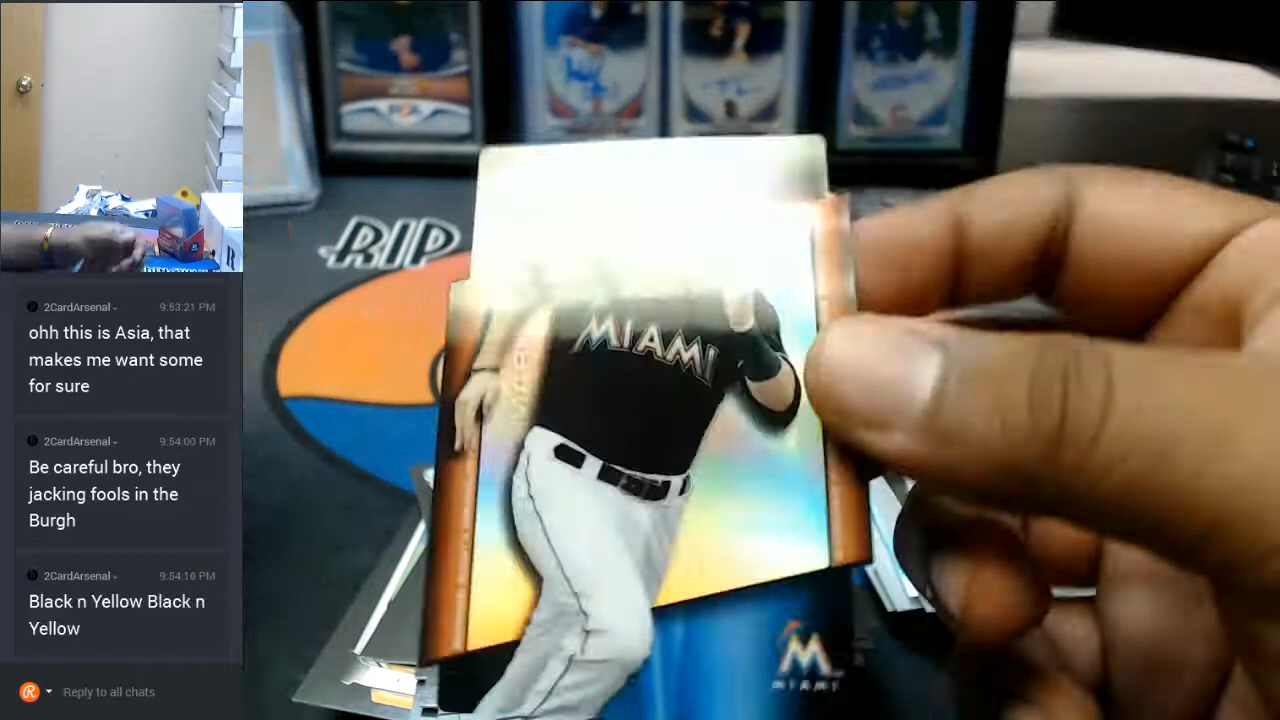 2CardArsenal 9:53:21 PM
ohh this is Asia, that
makes me want some
for sure
2CardArsenal 9:54:00 PM
Be careful bro, they
jacking fools in the
Burgh
2CardArsenal 9:54:10 PM
Black n Yellow Black n
Yellow
Reply to all chats
RIP
MIAMI
M
MIAMI
R